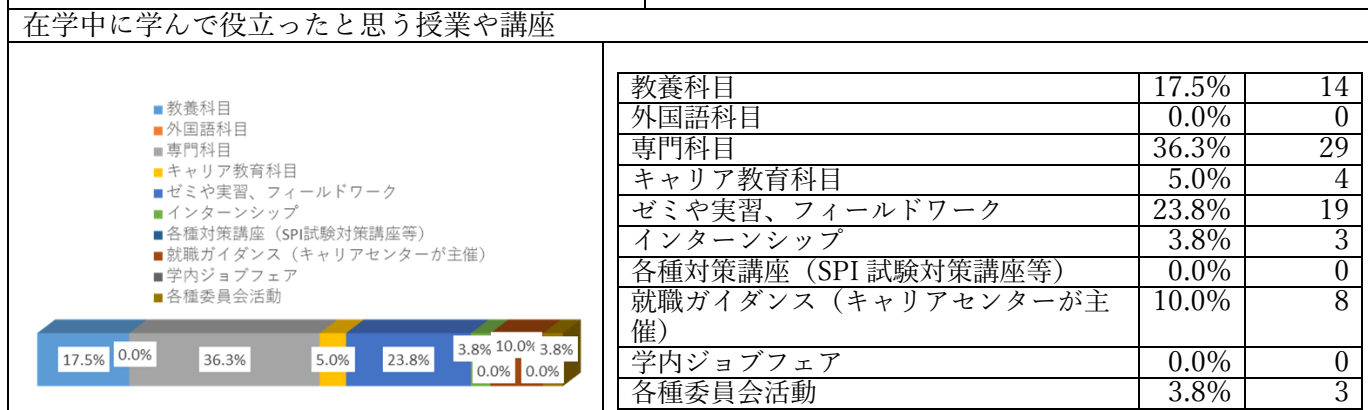 在学中に学んで役立ったと思う授業や講座
■教養科目
■外国語科目
■専門科目
■キャリア教育科目
■ゼミや実習、フィールドワーク
■インターンシップ
■各種対策講座（SPI試験対策講座等）
■就職ガイダンス（キャリアセンターが主催）
■学内ジョブフェア
■各種委員会活動
17.5% 0.0% 36.3% 5.0% 23.8% 3.8% 10.0% 3.8%
0.0% 0.0%
教養科目 17.5% 14
外国語科目 0.0% 0
専門科目 36.3% 29
キャリア教育科目 5.0% 4
ゼミや実習、フィールドワーク 23.8% 19
インターンシップ 3.8% 3
各種対策講座（SPI 試験対策講座等） 0.0% 0
就職ガイダンス（キャリアセンターが主 10.0% 8
催）
学内ジョブフェア 0.0% 0
各種委員会活動 3.8% 3